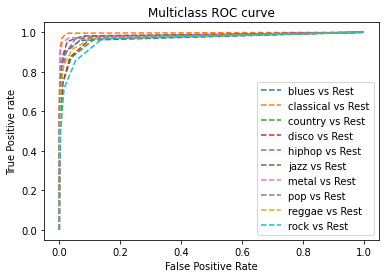 Multiclass ROC curve
True Positive rate
1.0
0.8
0.6
0.4
0.2
0.0
blues vs Rest
classical vs Rest
country vs Rest
disco vs Rest
hiphop vs Rest
jazz vs Rest
metal vs Rest
pop vs Rest
reggae vs Rest
rock vs Rest
0.0 0.2 0.4 0.6 0.8 1.0
False Positive Rate